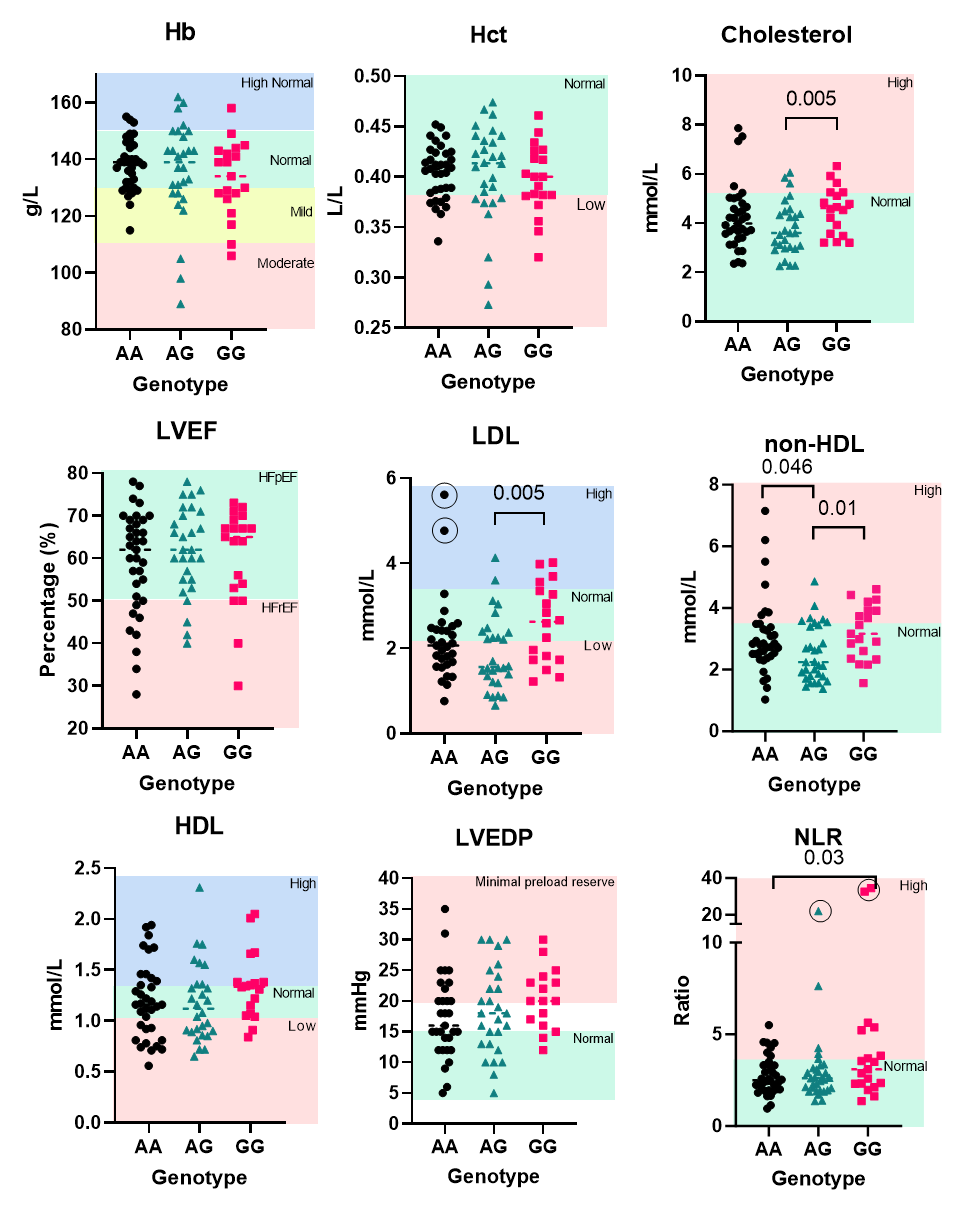 Hb
g/L
160
140
120
100
80
High Normal
Normal
Mild
Moderate
AA AG GG
Genotype
Hct
L/L
0.50
0.45
0.40
0.35
0.30
0.25
Normal
Low
AA AG GG
Genotype
Cholesterol
mmol/L
10
8
6
4
2
0
High
0.005
Normal
AA AG GG
Genotype
LVEF
Percentage (%)
80
70
60
50
40
30
20
HFpEF
HFrEF
AA AG GG
Genotype
LDL
mmol/L
6
4
2
0
0.005
High
Normal
Low
AA AG GG
Genotype
non-HDL
0.046
mmol/L
8
6
4
2
0
High
0.01
Normal
AA AG GG
Genotype
HDL
mmol/L
2.5
2.0
1.5
1.0
0.5
0.0
High
Normal
Low
AA AG GG
Genotype
LVEDP
mmHg
40
35
30
25
20
15
10
5
0
Minimal preload reserve
Normal
AA AG GG
Genotype
NLR
0.03
Ratio
40
20
10
5
0
High
Normal
AA AG GG
Genotype